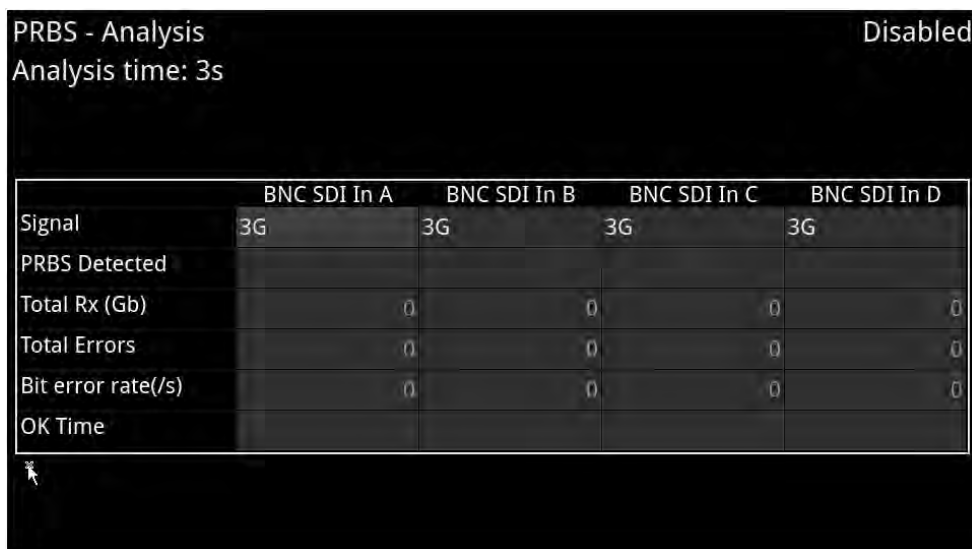 PRBS - Analysis Disabled
Analysis time: 3s
BNC SDI In A BNC SDI In B BNC SDI In C BNC SDI In D
Signal 3G 3G 3G 3G
PRBS Detected
Total Rx (Gb) 0 0 0 0
Total Errors 0 0 0 0
Bit error rate(/s) 0 0 0 0
OK Time